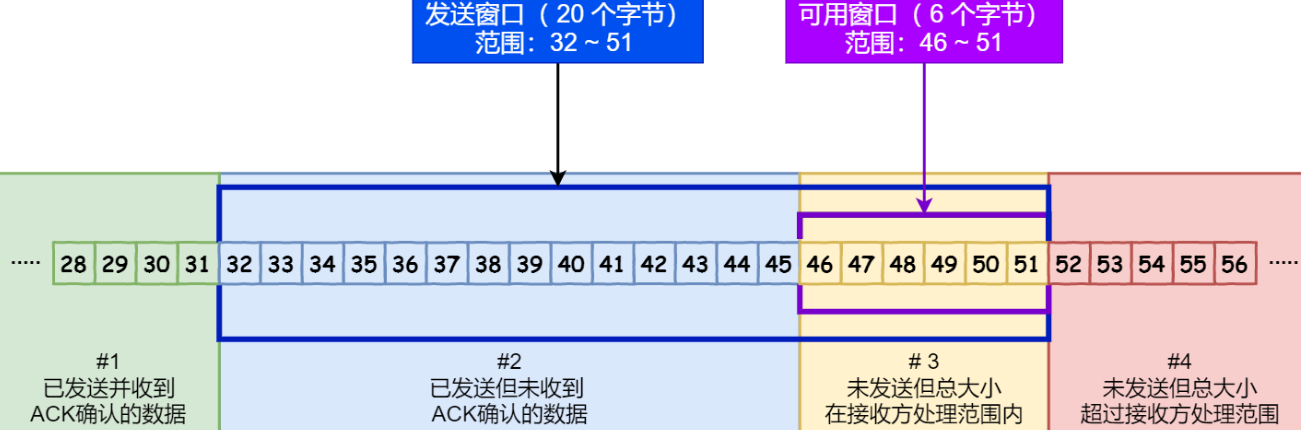 发送窗口（ 20 个字节）
范围：32 ~ 51
可用窗口（ 6 个字节）
范围：46 ~ 51
..... 28 29 30 31 32 33 34 35 36 37 38 39 40 41 42 43 44 45 46 47 48 49 50 51 52 53 54 55 56 .....
#1
已发送并收到
ACK确认的数据
#2
已发送但未收到
ACK确认的数据
# 3
未发送但总大小
在接收方处理范围内
#4
未发送但总大小
超过接收方处理范围